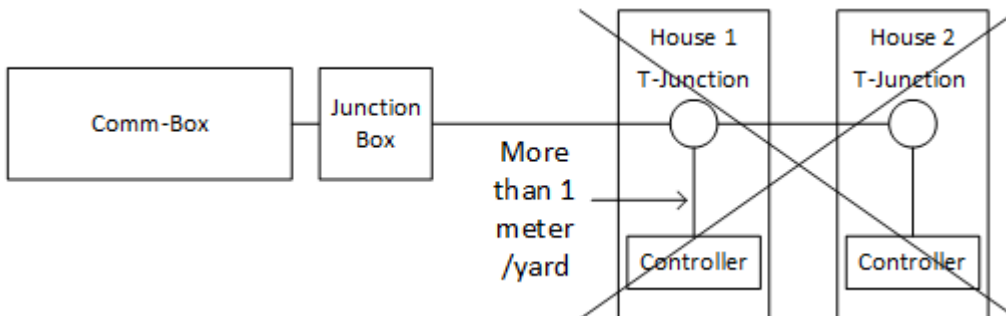 Comm-Box
Junction
Box
More
than 1
meter
/yard
House 1
T-Junction
Controller
House 2
T-Junction
Controller